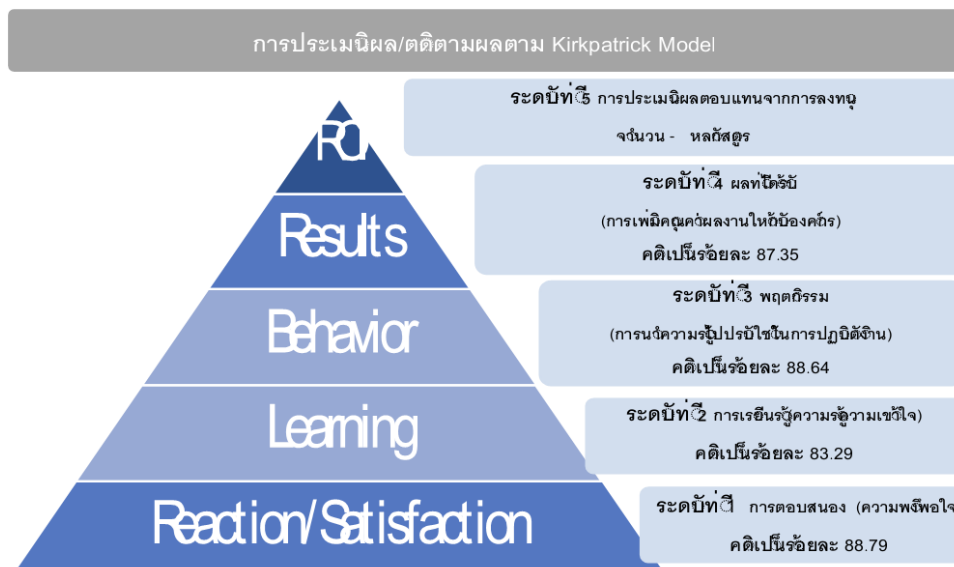 การประเมินผล/ติดตามผลตาม Kirkpatrick Model
ROI
ระดับที่ 5 การประเมินผลตอบแทนจากการลงทุน
จำนวน - หลักสูตร
Results
ระดับที่ 4 ผลที่ได้รับ
(การเพิ่มคุณค่าผลงานให้กับองค์กร)
คิดเป็นร้อยละ 87.35
Behavior
ระดับที่ 3 พฤติกรรม
(การนำความรู้ไปปรับใช้ในการปฏิบัติงาน)
คิดเป็นร้อยละ 88.64
Learning
ระดับที่ 2 การเรียนรู้ความรู้ความเข้าใจ)
คิดเป็นร้อยละ 83.29
Reaction/Satisfaction
ระดับที่ 1 การตอบสนอง (ความพึงพอใจ
คิดเป็นร้อยละ 88.79